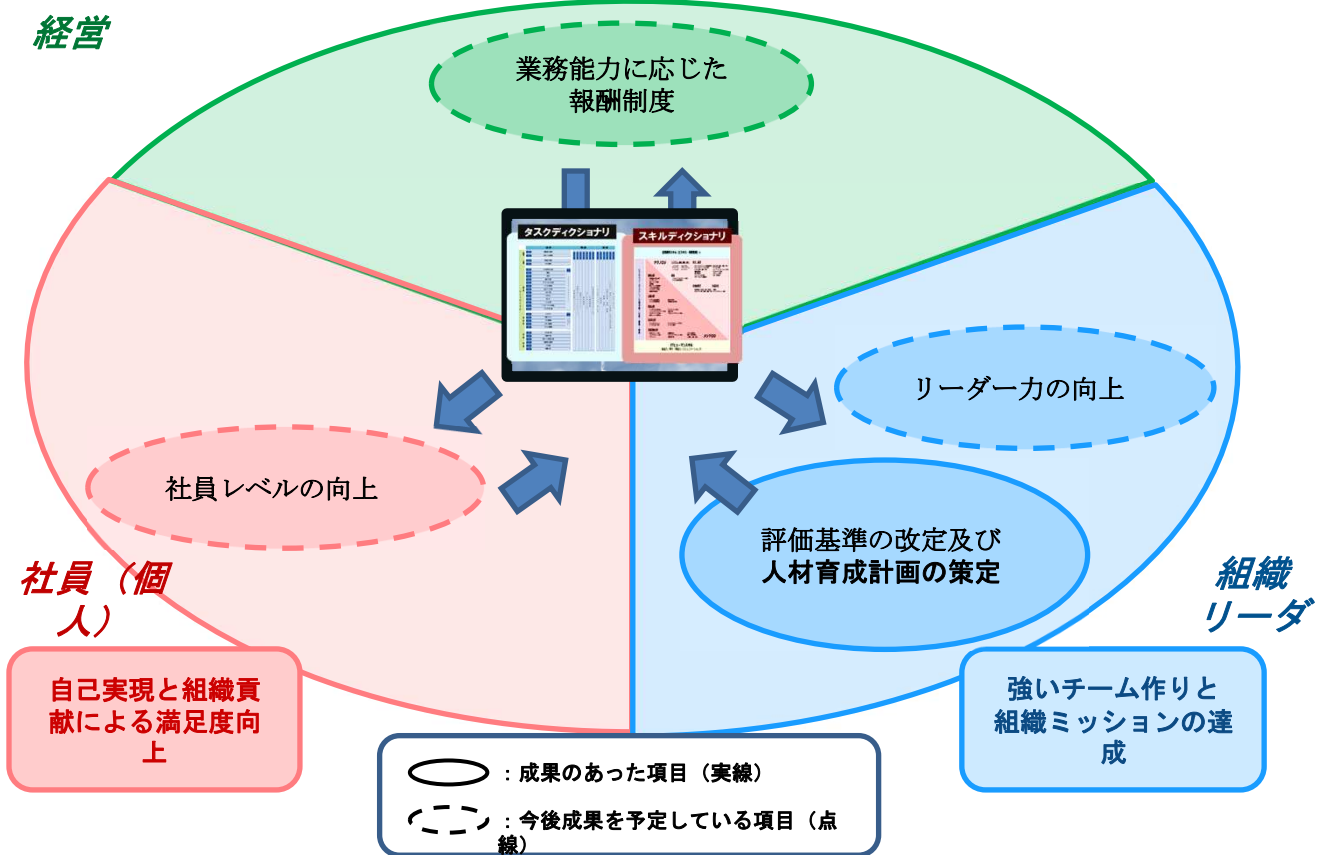 経営
業務能力に応じた
報酬制度
タスクディクショナリ
スキルディクショナリ
リーダー力の向上
社員レベルの向上
評価基準の改定及び
人材育成計画の策定
社員（個
人）
組織
リーダ
自己実現と組織貢
献による満足度向
上
強いチーム作りと
組織ミッションの達
成
：成果のあった項目（実線）
：今後成果を予定している項目（点
線）